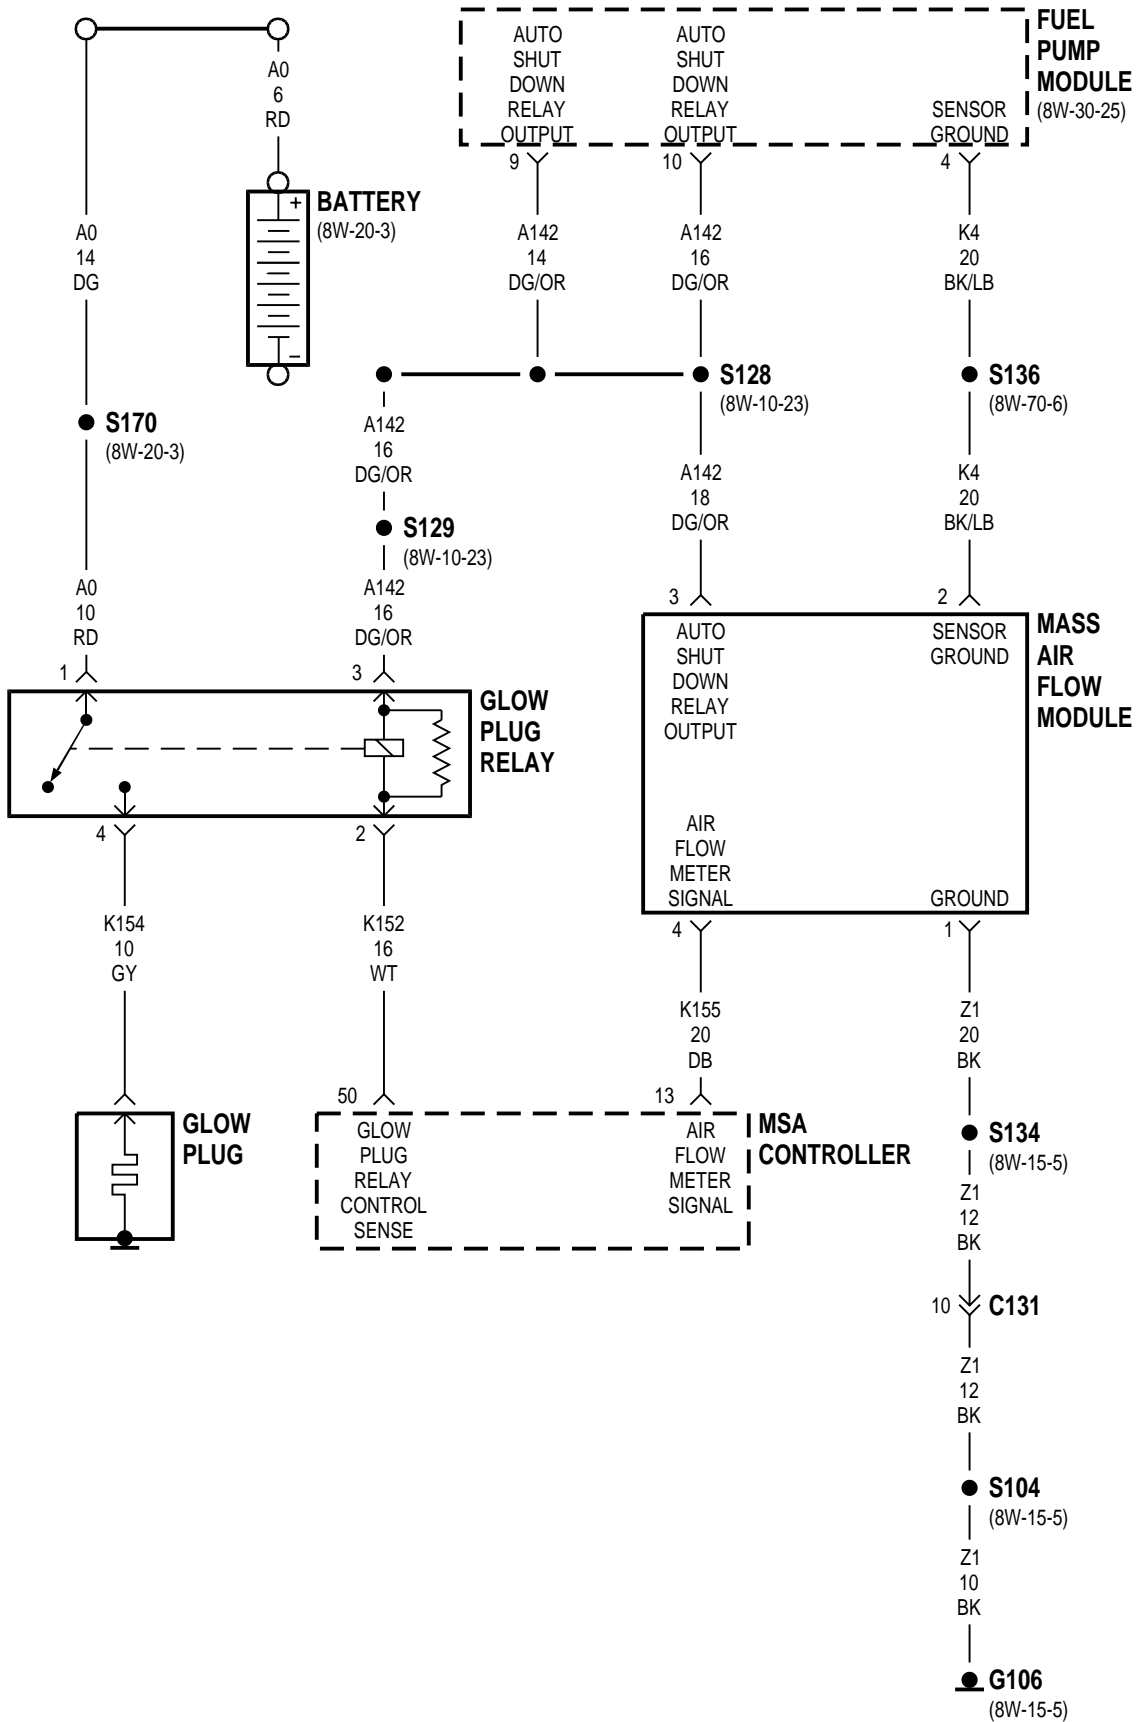 AUTO
SHUT
DOWN
RELAY
OUTPUT
AUTO
SHUT
DOWN
RELAY
OUTPUT
SENSOR
GROUND
FUEL
PUMP
MODULE
(8W-30-25)
9
10
4
A0
6
RD
+
−
BATTERY
(8W-20-3)
A0
14
DG
A142
14
DG/OR
A142
16
DG/OR
K4
20
BK/LB
S170
(8W-20-3)
S128
(8W-10-23)
S136
(8W-70-6)
A142
16
DG/OR
S129
(8W-10-23)
A142
18
DG/OR
K4
20
BK/LB
A0
10
RD
A142
16
DG/OR
1
3
3
2
GLOW
PLUG
RELAY
4
2
AUTO
SHUT
DOWN
RELAY
OUTPUT
SENSOR
GROUND
MASS
AIR
FLOW
MODULE
AIR
FLOW
METER
SIGNAL
GROUND
4
1
K154
10
GY
K152
16
WT
K155
20
DB
Z1
20
BK
GLOW
PLUG
50
13
GLOW
PLUG
RELAY
CONTROL
SENSE
AIR
FLOW
METER
SIGNAL
MSA
CONTROLLER
S134
(8W-15-5)
Z1
12
BK
10
C131
Z1
12
BK
S104
(8W-15-5)
Z1
10
BK
G106
(8W-15-5)